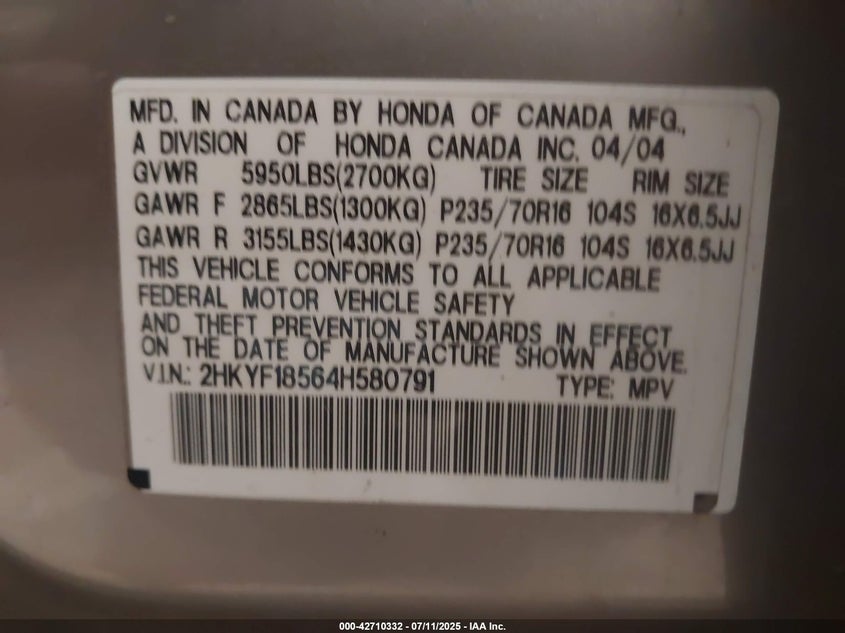 MFD. IN CANADA BY HONDA OF CANADA MFG.,
A DIVISION OF HONDA CANADA INC. 04/04
GVWR 5950LBS(2700KG) TIRE SIZE RIM SIZE
GAWR F 2865LBS(1300KG) P235/70R16 104S 16X6.5JJ
GAWR R 3155LBS(1430KG) P235/70R16 104S 16X6.5JJ
THIS VEHICLE CONFORMS TO ALL APPLICABLE
FEDERAL MOTOR VEHICLE SAFETY
AND THEFT PREVENTION STANDARDS IN EFFECT
ON THE DATE OF MANUFACTURE SHOWN ABOVE.
V.I.N.: 2HKYF18564H580791 TYPE: MPV
000-42710332 - 07/11/2025 - IAA Inc.